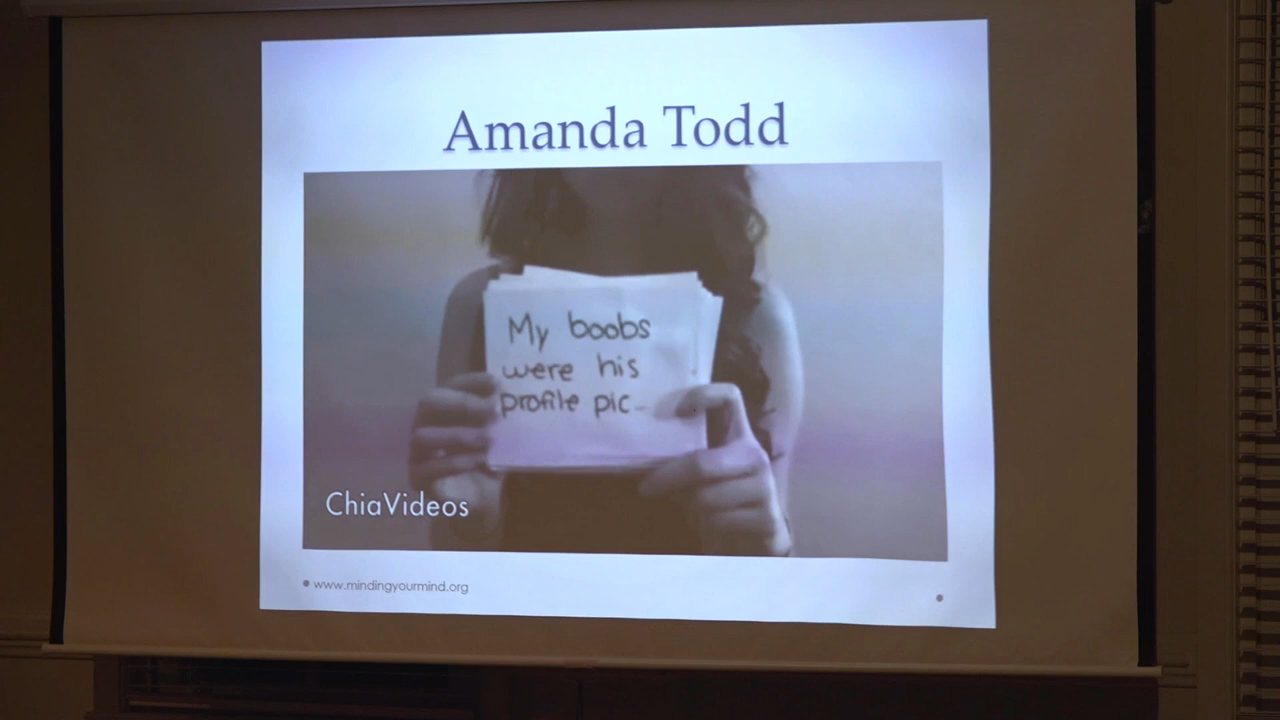 Amanda Todd
My boobs
were his
profile pic..
ChiaVideos
www.mindingyourmind.org